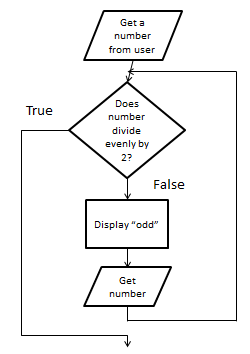 Get a
number
from user
True
Does
number
divide
evenly by
2?
False
Display “odd”
Get
number